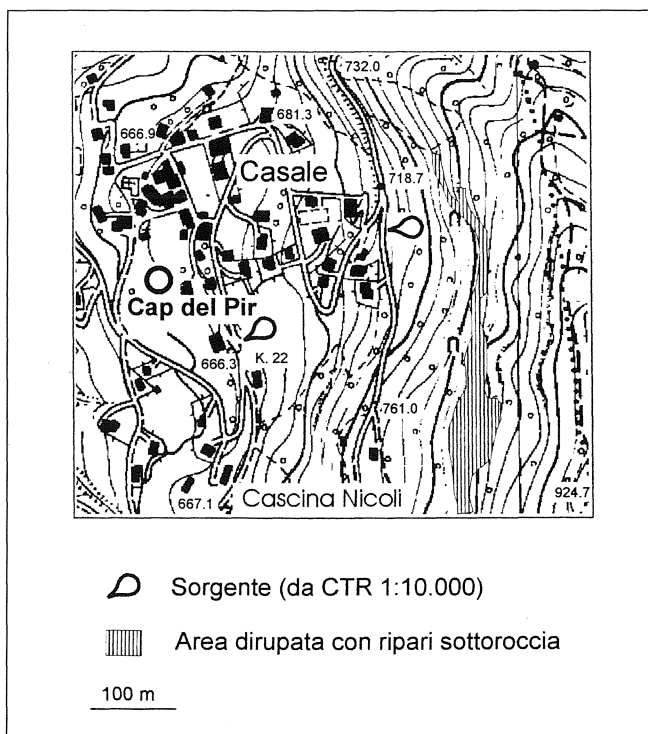 732.0
681.3
666.9
Casale
718.7
Cap del Pir
666.3
K. 22
761.0
667.1
Cascina Nicoli
924.7
Sorgente (da CTR 1:10.000)
Area dirupata con ripari sottoroccia
100 m